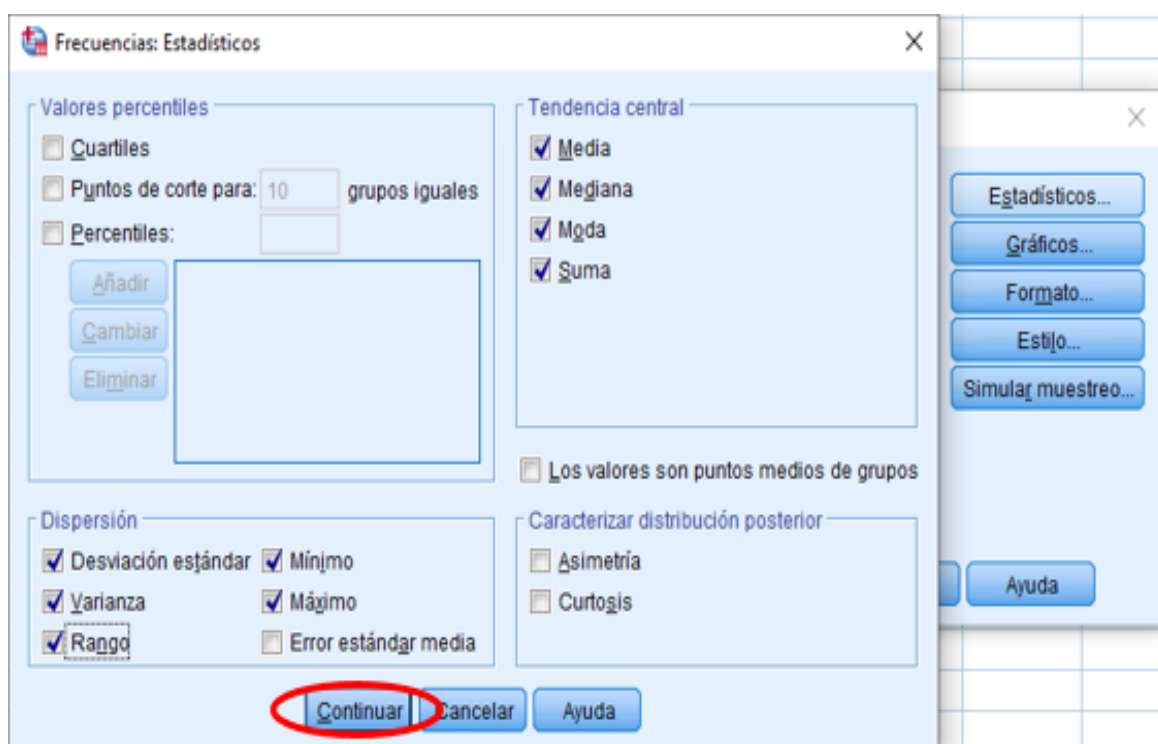 Frecuencias: Estadísticos
Valores percentiles
Cuartiles
Puntos de corte para: 10 grupos iguales
Percentiles:
Añadir
Cambiar
Eliminar
Tendencia central
Media
Mediana
Moda
Suma
Los valores son puntos medios de grupos
Dispersión
Desviación estándar Mínimo
Varianza Máximo
Rango Error estándar media
Caracterizar distribución posterior
Asimetría
Curtosis
Continuar Cancelar Ayuda
Estadísticos...
Gráficos...
Formato...
Estilo...
Simular muestreo...
Ayuda